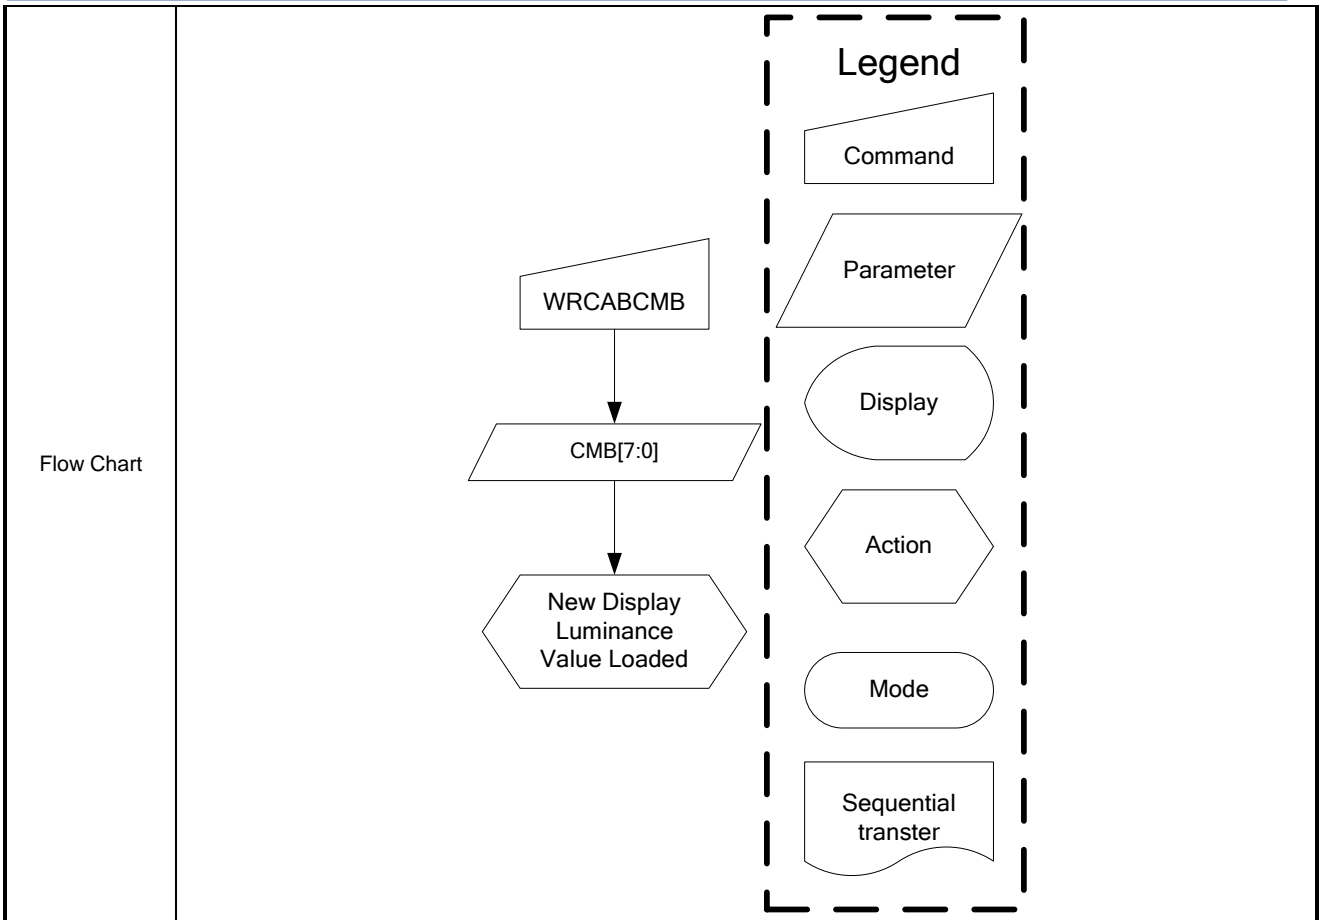 Flow Chart
WRCABCMB
CMB[7:0]
New Display
Luminance
Value Loaded
Legend
Command
Parameter
Display
Action
Mode
Sequential
transter